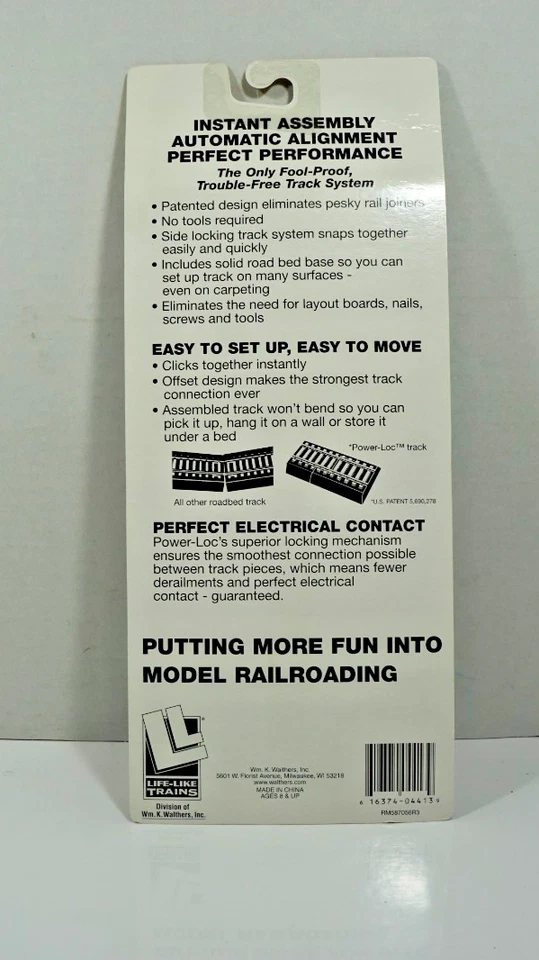 INSTANT ASSEMBLY
AUTOMATIC ALIGNMENT
PERFECT PERFORMANCE
The Only Fool-Proof,
Trouble-Free Track System
• Patented design eliminates pesky rail joiners
• No tools required
• Side locking track system snaps together
easily and quickly
• Includes solid road bed base so you can
set up track on many surfaces -
even on carpeting
• Eliminates the need for layout boards, nails,
screws and tools
EASY TO SET UP, EASY TO MOVE
• Clicks together instantly
• Offset design makes the strongest track
connection ever
• Assembled track won't bend so you can
pick it up, hang it on a wall or store it
under a bed
*Power-Loc™ track
All other roadbed track
*U.S. PATENT 5,690,278
PERFECT ELECTRICAL CONTACT
Power-Loc's superior locking mechanism
ensures the smoothest connection possible
between track pieces, which means fewer
derailments and perfect electrical
contact - guaranteed.
PUTTING MORE FUN INTO
MODEL RAILROADING
LL
LIFE-LIKE
TRAINS
Division of
Wm. K. Walthers, Inc.
Wm. K. Walthers, Inc.
5601 W. Florist Avenue, Milwaukee, WI 53218
www.walthers.com
MADE IN CHINA
AGES 8 & UP
6 16374-04413 9
RM587056R3